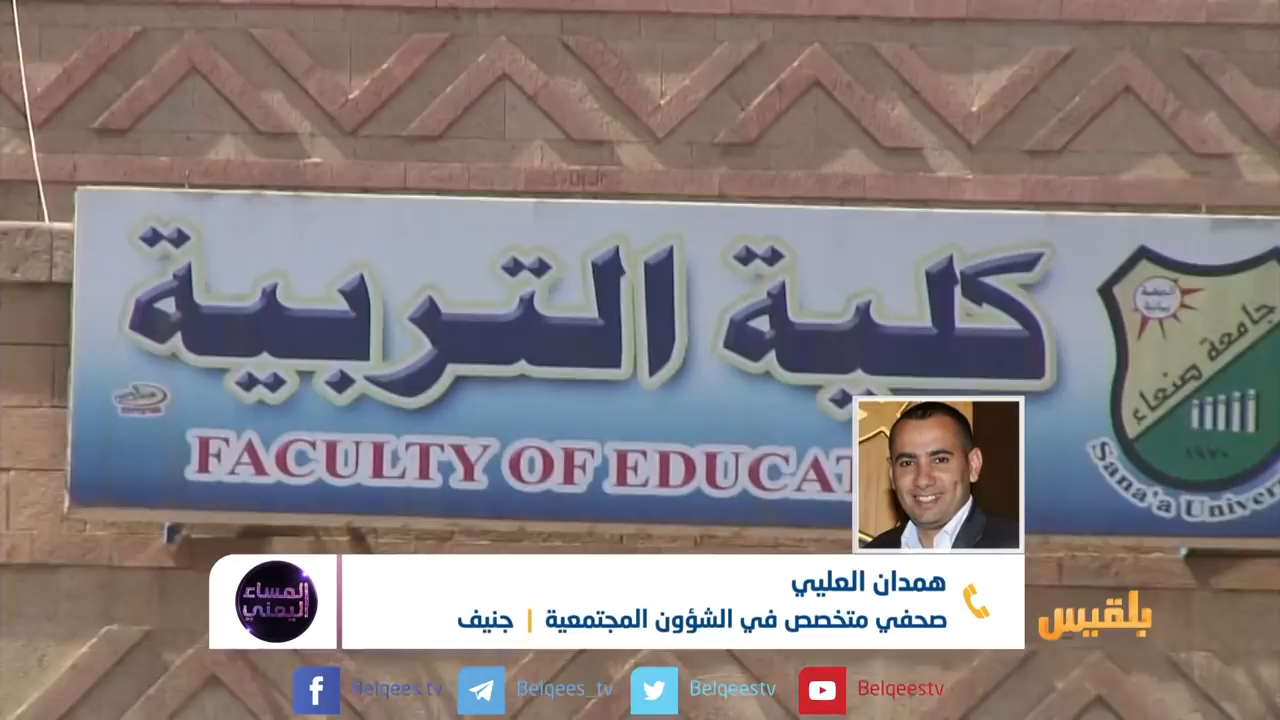 كلية التربية
FACULTY OF EDUCAT
جامعة صنعاء
Sana'a Univers
همدان العليي
صحفي متخصص في الشؤون المجتمعية | جنيف
المساء
اليمني
بلقيس
Belqees.tv
Belqees_tv
Belqeestv
Belqeestv